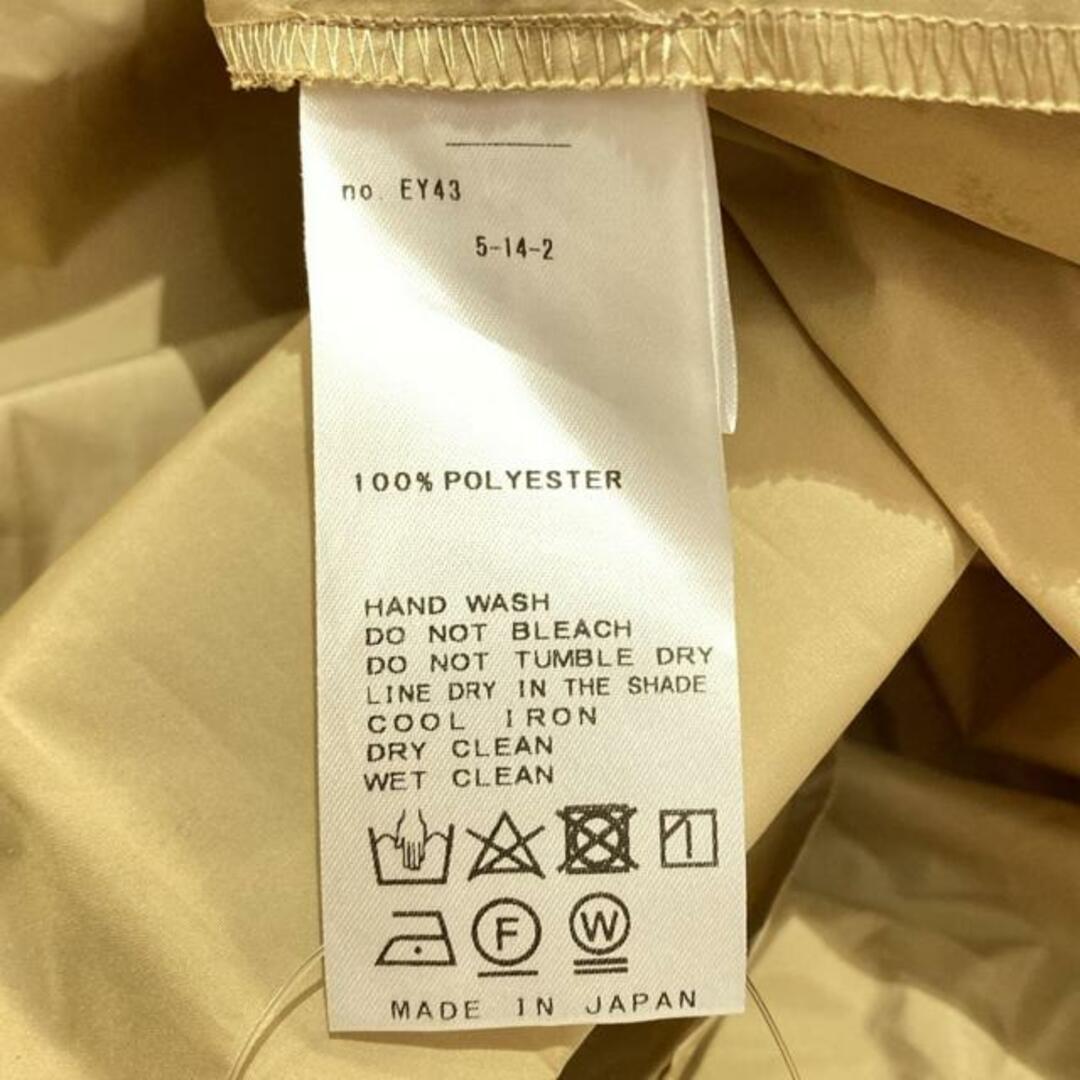 no. EY43
5-14-2
100% POLYESTER
HAND WASH
DO NOT BLEACH
DO NOT TUMBLE DRY
LINE DRY IN THE SHADE
COOL IRON
DRY CLEAN
WET CLEAN
F W
MADE IN JAPAN